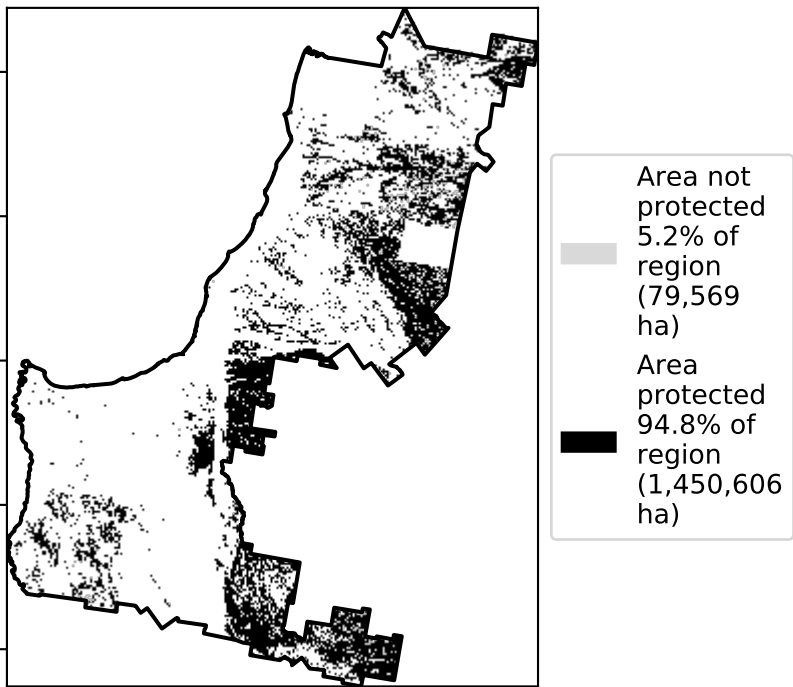 Area not
protected
5.2% of
region
(79,569
ha)
Area
protected
94.8% of
region
(1,450,606
ha)